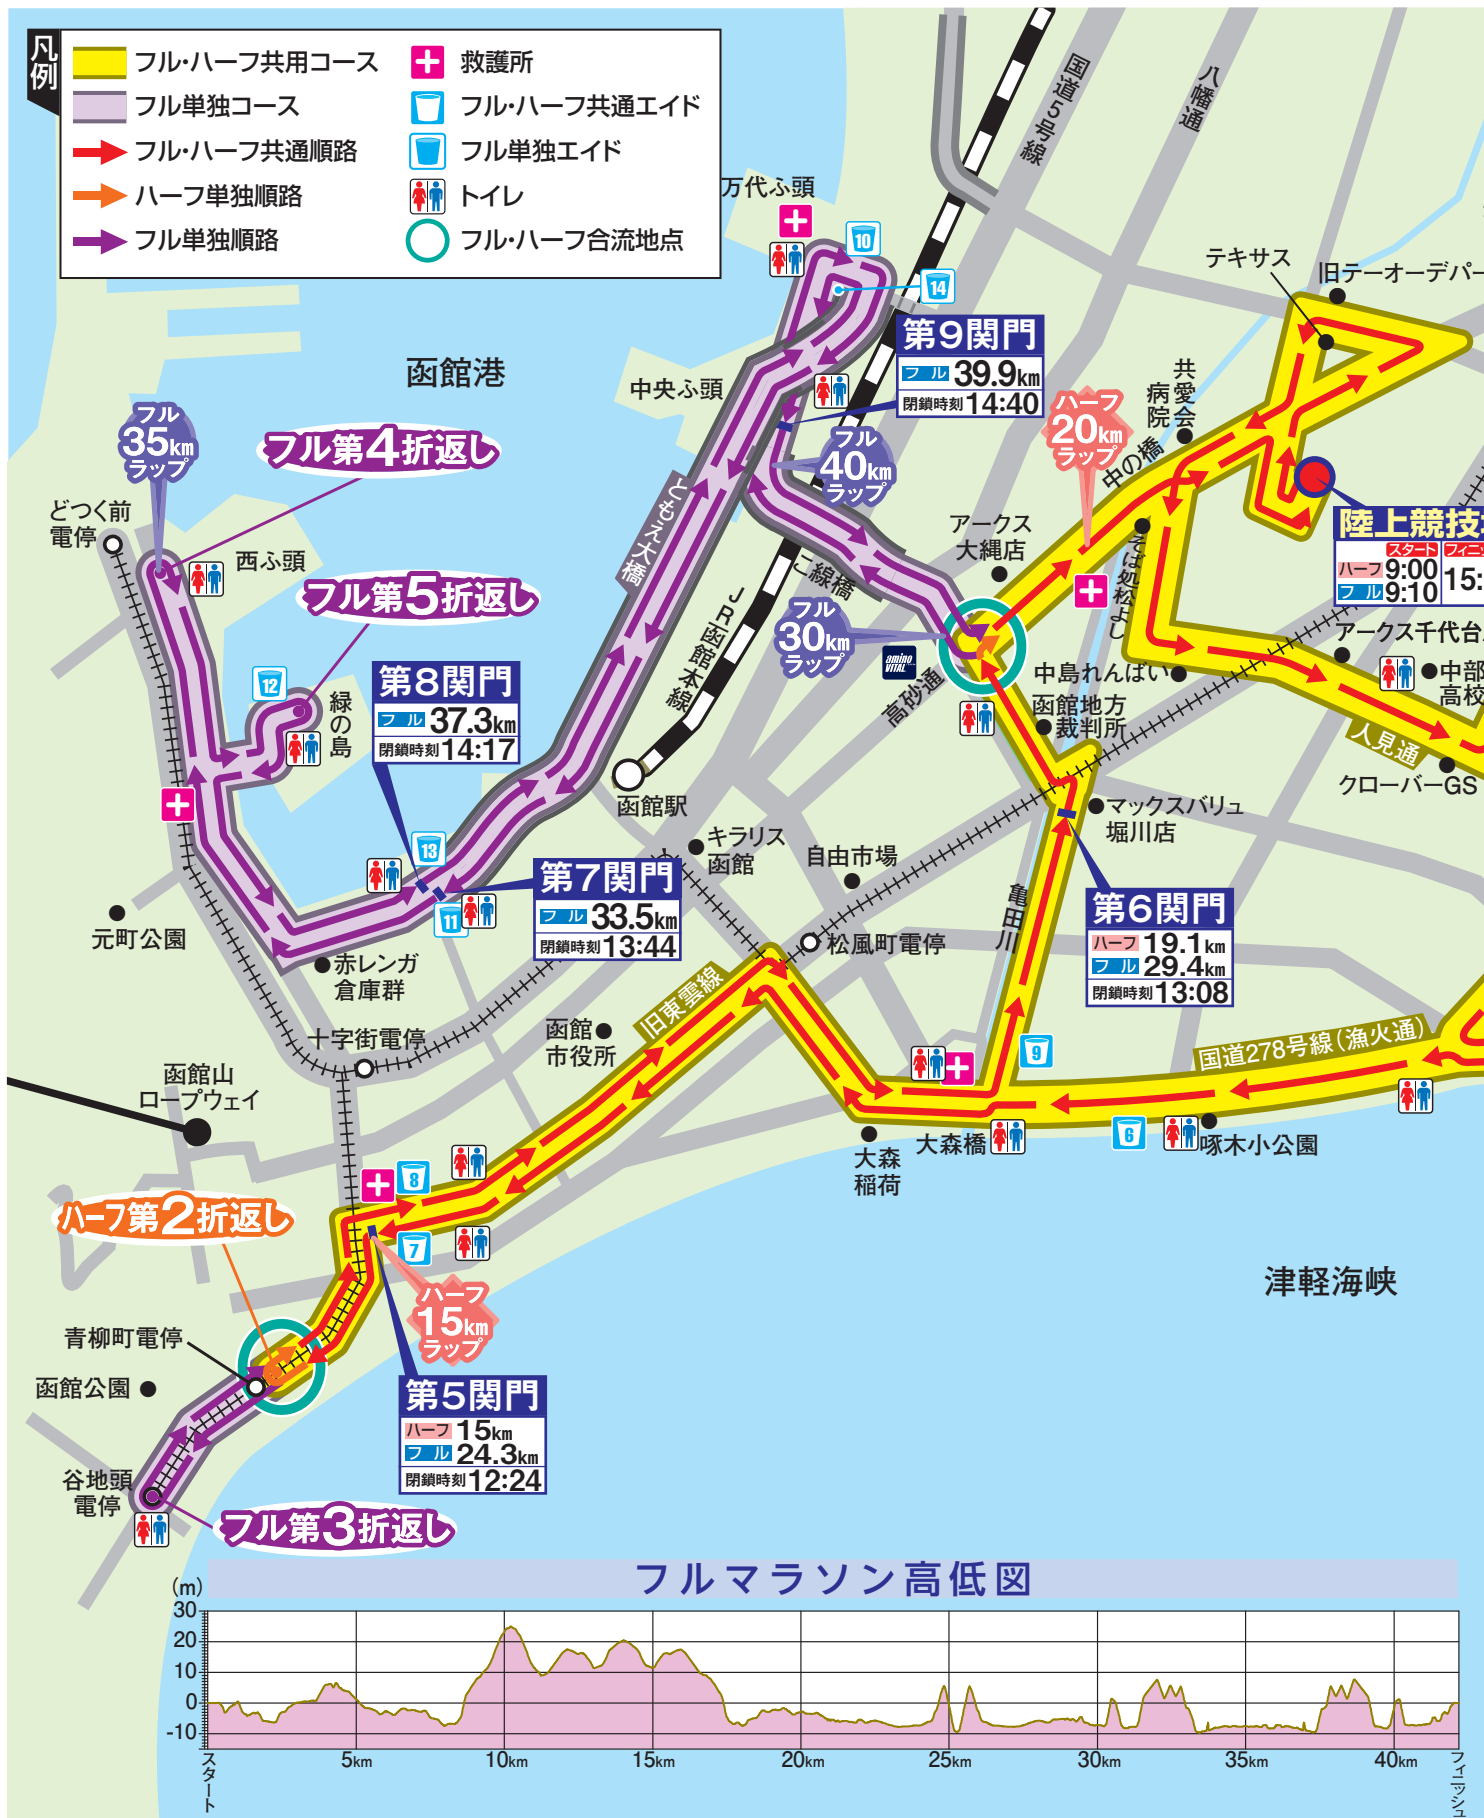 凡例
フル・ハーフ共用コース
フル単独コース
フル・ハーフ共通順路
ハーフ単独順路
フル単独順路
救護所
フル・ハーフ共通エイド
フル単独エイド
トイレ
フル・ハーフ合流地点
国道5号線
八幡通
万代ふ頭
10
14
テキサス
旧テーオーデパー
函館港
中央ふ頭
第9関門
フル 39.9km
閉鎖時刻 14:40
共愛会
病院
ハーフ
20km
ラップ
中の橋
フル
35km
ラップ
フル第4折返し
フル
40km
ラップ
どつく前
電停
西ふ頭
ともえ大橋
アークス
大縄店
陸上競技
スタート
ハーフ 9:00
フル 9:10
15:
フル第5折返し
こ線橋
そば処松よし
JR函館本線
フル
30km
ラップ
amino
VITAL
高砂通
アークス千代台
中部
高校
中島れんばい
函館地方
裁判所
人見通
クローバーGS
12
緑の島
第8関門
フル 37.3km
閉鎖時刻 14:17
函館駅
マックスバリュ
堀川店
キラリス
函館
自由市場
13
11
第7関門
フル 33.5km
閉鎖時刻 13:44
亀田川
第6関門
ハーフ 19.1km
フル 29.4km
閉鎖時刻 13:08
元町公園
赤レンガ
倉庫群
松風町電停
旧東雲線
函館
市役所
十字街電停
国道278号線(漁火通)
9
函館山
ロープウェイ
6
啄木小公園
大森橋
大森
稲荷
8
7
ハーフ第2折返し
ハーフ
15km
ラップ
津軽海峡
青柳町電停
函館公園
第5関門
ハーフ 15km
フル 24.3km
閉鎖時刻 12:24
谷地頭
電停
フル第3折返し
フルマラソン高低図
(m)
30
20
10
0
-10
スタート
5km
10km
15km
20km
25km
30km
35km
40km
フィニッシュ